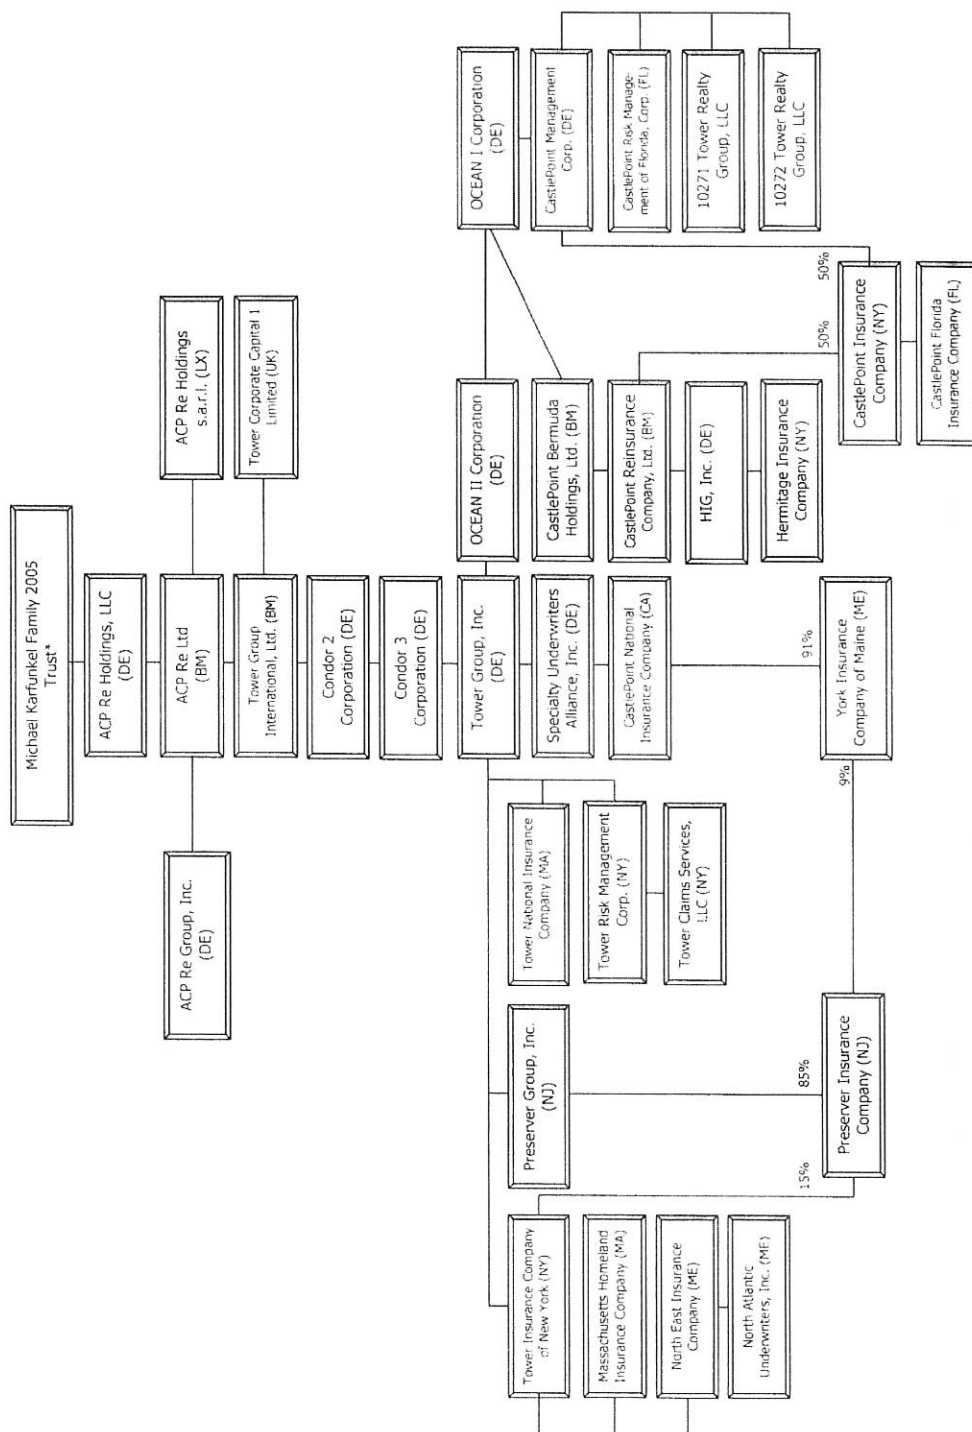 Michael Karfunkel Family 2005
Trust*
ACP Re Holdings, LLC
(DE)
ACP Re Group, Inc.
(DE)
ACP Re Ltd
(BM)
ACP Re Holdings
s.a.r.l. (LX)
Tower Group
International, Ltd. (BM)
Tower Corporate Capital 1
Limited (UK)
Condor 2
Corporation (DE)
Condor 3
Corporation (DE)
Tower Group, Inc.
(DE)
OCEAN II Corporation
(DE)
OCEAN I Corporation
(DE)
Tower Insurance Company
of New York (NY)
Preserver Group, Inc.
(NJ)
Tower National Insurance
Company (MA)
Specialty Underwriters
Alliance, Inc. (DE)
CastlePoint Bermuda
Holdings, Ltd. (BM)
CastlePoint Management
Corp. (DE)
Massachusetts Homeland
Insurance Company (MA)
Tower Risk Management
Corp. (NY)
CastlePoint National
Insurance Company (CA)
CastlePoint Reinsurance
Company, Ltd. (BM)
CastlePoint Risk Manage-
ment of Florida, Corp. (FL)
North East Insurance
Company (ME)
Tower Claims Services,
LLC (NY)
HIG, Inc. (DE)
10271 Tower Realty
Group, LLC
North Atlantic
Underwriters, Inc. (ME)
Hermitage Insurance
Company (NY)
10272 Tower Realty
Group, LLC
15%
85%
9%
91%
50%
50%
Preserver Insurance
Company (NJ)
York Insurance
Company of Maine (ME)
CastlePoint Insurance
Company (NY)
CastlePoint Florida
Insurance Company (FL)